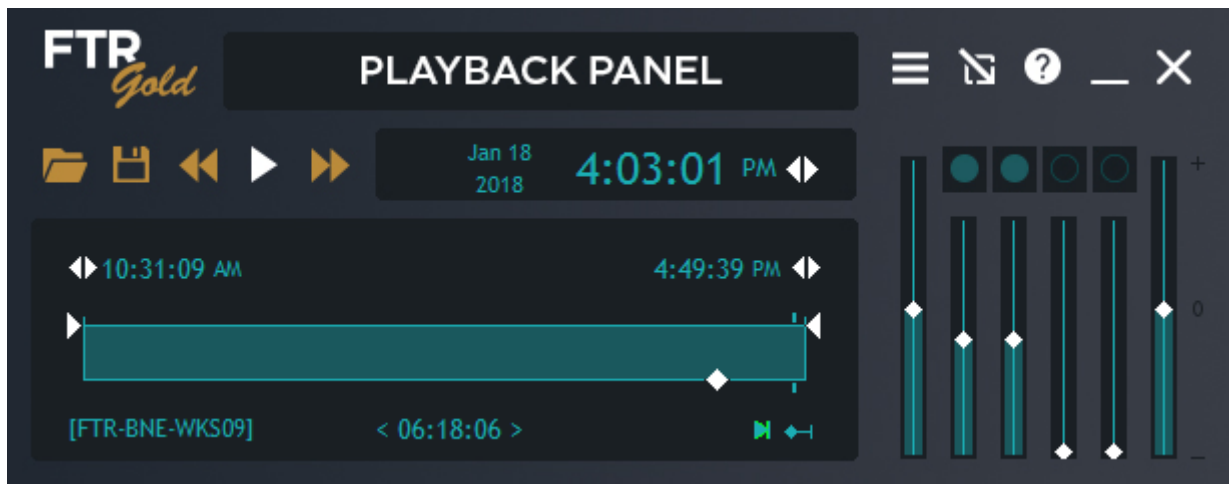 FTR
Gold
PLAYBACK PANEL
Jan 18
2018
4:03:01 PM
10:31:09 AM
4:49:39 PM
[FTR-BNE-WKS09]
< 06:18:06 >
+
0
–